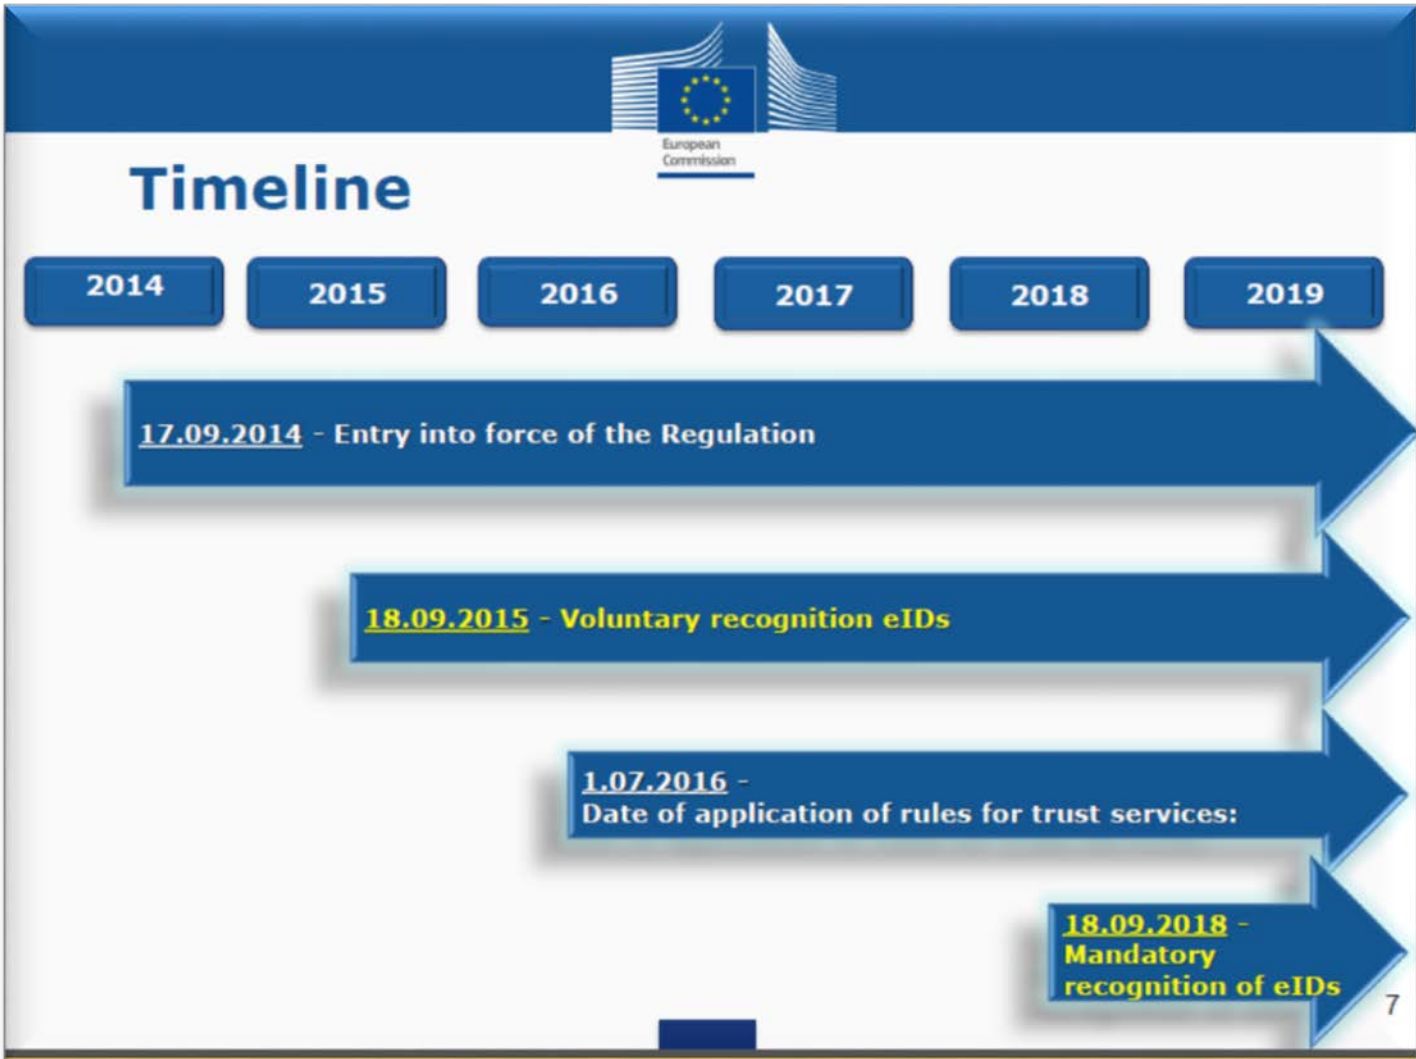 European
Commission
Timeline
2014
2015
2016
2017
2018
2019
17.09.2014 - Entry into force of the Regulation
18.09.2015 - Voluntary recognition eIDs
1.07.2016 -
Date of application of rules for trust services:
18.09.2018 -
Mandatory
recognition of eIDs
7